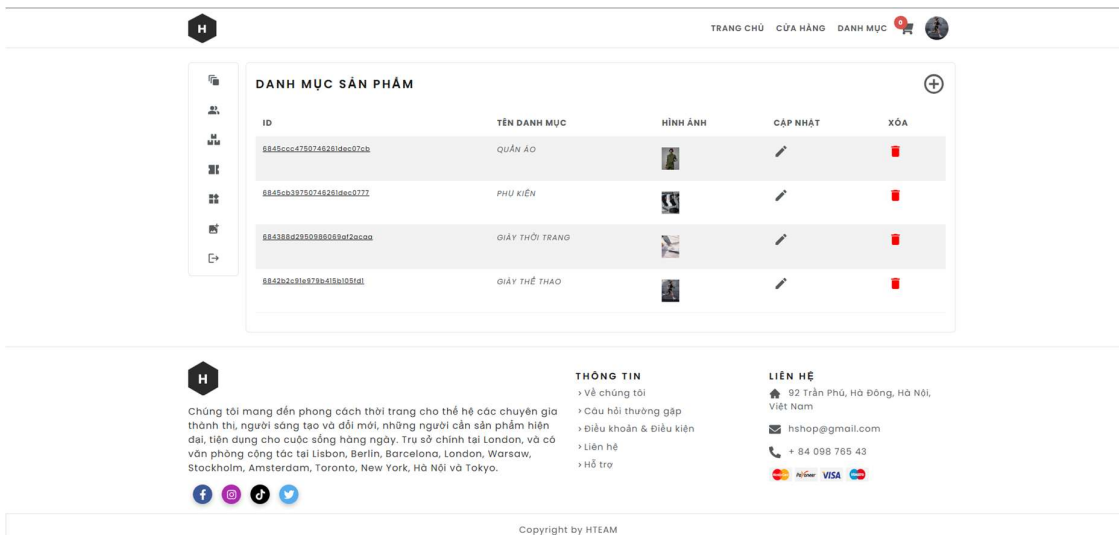 H
TRANG CHỦ CỬA HÀNG DANH MỤC 0
DANH MỤC SẢN PHẨM
ID TÊN DANH MỤC HÌNH ẢNH CẬP NHẬT XÓA
6845ccc4750746261dec07cb QUẦN ÁO
6845cb39750746261dec0777 PHỤ KIỆN
684388d2950986069af2acaa GIÀY THỜI TRANG
6842b2c91e979b415b105fd1 GIÀY THỂ THAO
H
Chúng tôi mang đến phong cách thời trang cho thế hệ các chuyên gia
thành thị, người sáng tạo và đổi mới, những người cần sản phẩm hiện
đại, tiện dụng cho cuộc sống hàng ngày. Trụ sở chính tại London, và có
văn phòng cộng tác tại Lisbon, Berlin, Barcelona, London, Warsaw,
Stockholm, Amsterdam, Toronto, New York, Hà Nội và Tokyo.
THÔNG TIN
› Về chúng tôi
› Câu hỏi thường gặp
› Điều khoản & Điều kiện
› Liên hệ
› Hỗ trợ
LIÊN HỆ
92 Trần Phú, Hà Đông, Hà Nội,
Việt Nam
hshop@gmail.com
+ 84 098 765 43
VISA
Copyright by HTEAM